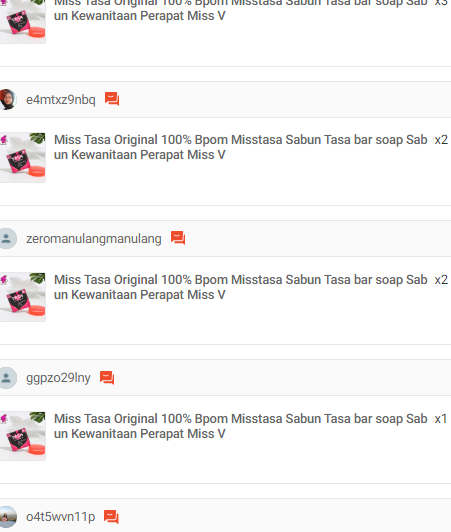 Miss Tasa Original 100% Bpom Misstasa Sabun Tasa bar soap Sab x3
un Kewanitaan Perapat Miss V
e4mtxz9nbq
Miss Tasa Original 100% Bpom Misstasa Sabun Tasa bar soap Sab x2
un Kewanitaan Perapat Miss V
zeromanulangmanulang
Miss Tasa Original 100% Bpom Misstasa Sabun Tasa bar soap Sab x2
un Kewanitaan Perapat Miss V
ggpzo29lny
Miss Tasa Original 100% Bpom Misstasa Sabun Tasa bar soap Sab x1
un Kewanitaan Perapat Miss V
o4t5wvn11p